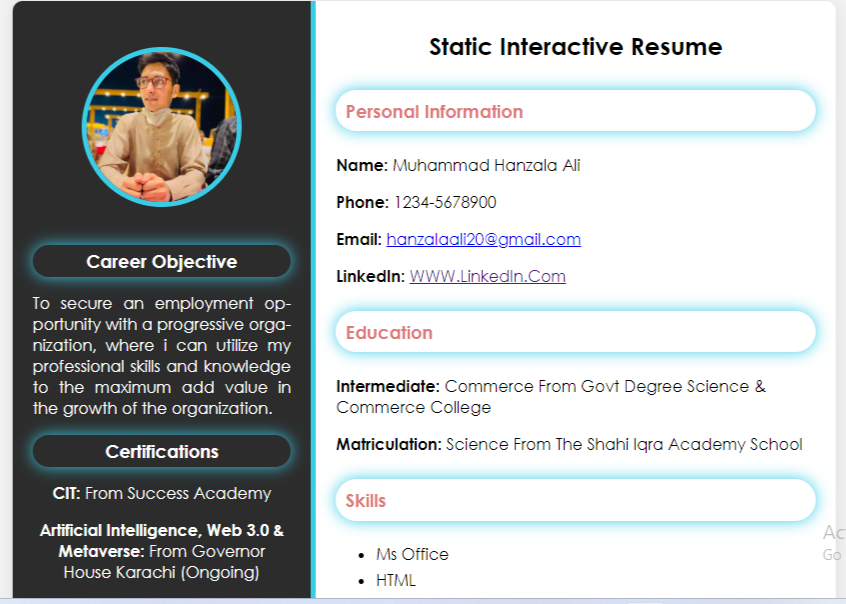 Career Objective
To secure an employment op-
portunity with a progressive orga-
nization, where i can utilize my
professional skills and knowledge
to the maximum add value in
the growth of the organization.
Certifications
CIT: From Success Academy
Artificial Intelligence, Web 3.0 &
Metaverse: From Governor
House Karachi (Ongoing)
Static Interactive Resume
Personal Information
Name: Muhammad Hanzala Ali
Phone: 1234-5678900
Email: hanzalaali20@gmail.com
LinkedIn: WWW.LinkedIn.Com
Education
Intermediate: Commerce From Govt Degree Science &
Commerce College
Matriculation: Science From The Shahi Iqra Academy School
Skills
• Ms Office
• HTML
Go